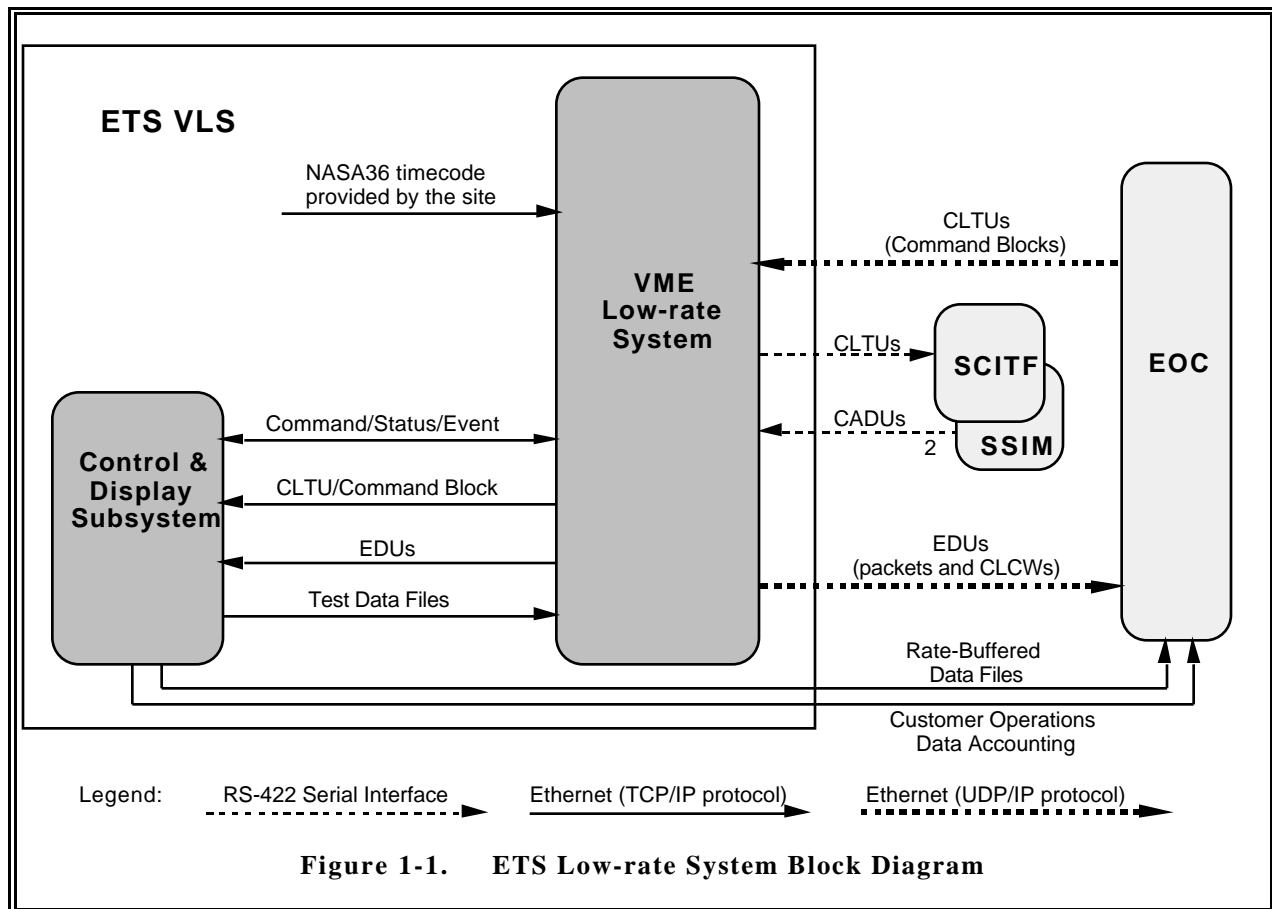 ETS VLS
NASA36 timecode
provided by the site
VME
Low-rate
System
CLTUs
(Command Blocks)
CLTUs
SCITF
EOC
CADUs
2
SSIM
Command/Status/Event
Control &
Display
Subsystem
CLTU/Command Block
EDUs
Test Data Files
EDUs
(packets and CLCWs)
Rate-Buffered
Data Files
Customer Operations
Data Accounting
Legend:
RS-422 Serial Interface
Ethernet (TCP/IP protocol)
Ethernet (UDP/IP protocol)
Figure 1-1. ETS Low-rate System Block Diagram